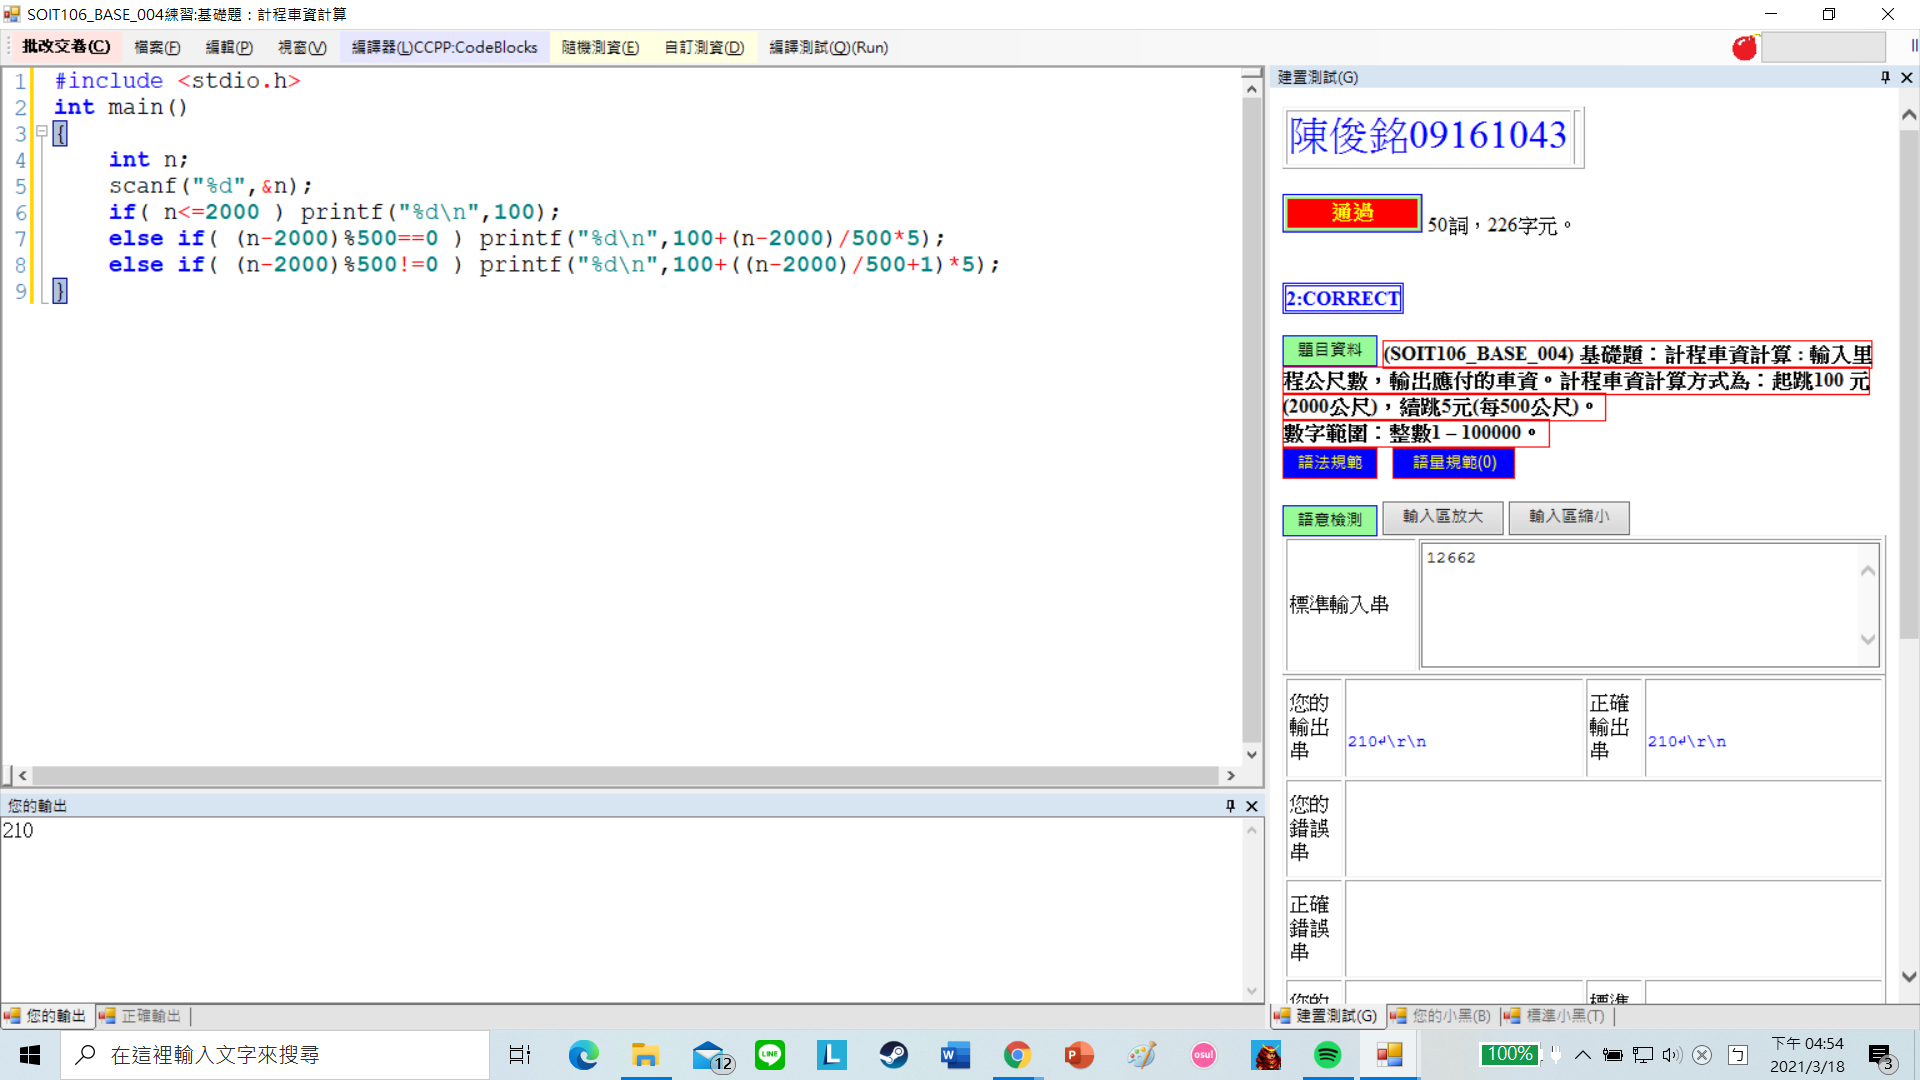 SOIT106_BASE_004練習:基礎題：計程車資計算
批改交卷(C) 檔案(F) 編輯(P) 視窗(V) 編譯器(L)CCPP:CodeBlocks 隨機測資(E) 自訂測資(D) 編譯測試(Q)(Run)
1 #include <stdio.h>
2 int main()
3 {
4 int n;
5 scanf("%d",&n);
6 if( n<=2000 ) printf("%d\n",100);
7 else if( (n-2000)%500==0 ) printf("%d\n",100+(n-2000)/500*5);
8 else if( (n-2000)%500!=0 ) printf("%d\n",100+((n-2000)/500+1)*5);
9 }
您的輸出
210
您的輸出 正確輸出
建置測試(G)
陳俊銘09161043
通過 50詞，226字元。
2:CORRECT
題目資料 (SOIT106_BASE_004) 基礎題：計程車資計算 : 輸入里
程公尺數，輸出應付的車資。計程車資計算方式為：起跳100 元
(2000公尺)，續跳5元(每500公尺)。
數字範圍：整數1 – 100000。
語法規範 語量規範(0)
語意檢測 輸入區放大 輸入區縮小
標準輸入串 12662
您的
輸出
串
210↲\r\n
正確
輸出
串
210↲\r\n
您的
錯誤
串
正確
錯誤
串
您的 標準
建置測試(G) 您的小黑(B) 標準小黑(T)
在這裡輸入文字來搜尋
12
LINE
L
W
P
osu!
100%
ㄅ
下午 04:54
2021/3/18
3